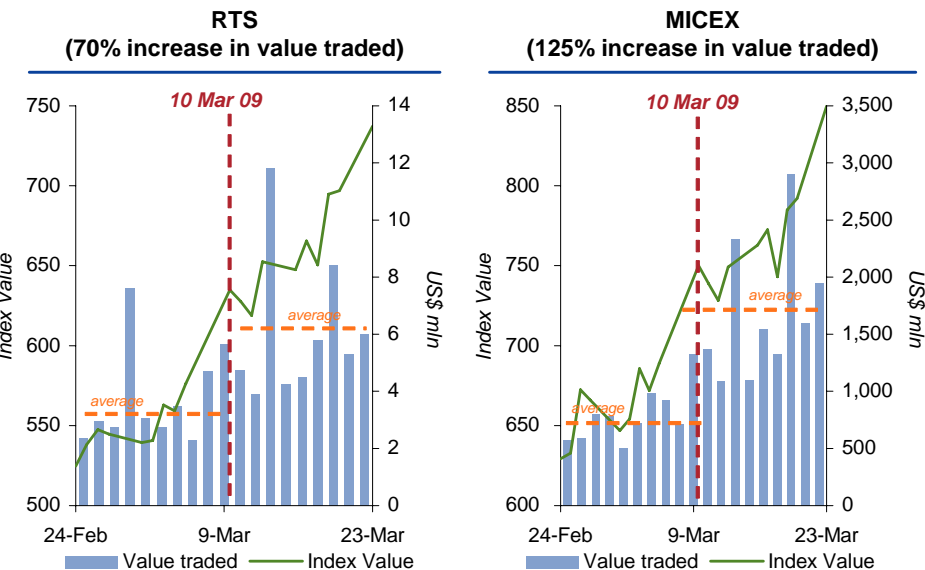 RTS
(70% increase in value traded)
10 Mar 09
750
700
650
600
550
500
Index Value
14
12
10
8
6
4
2
0
US$ mln
average
average
24-Feb
9-Mar
23-Mar
Value traded
Index Value
MICEX
(125% increase in value traded)
10 Mar 09
850
800
750
700
650
600
Index Value
3,500
3,000
2,500
2,000
1,500
1,000
500
0
US$ mln
average
average
24-Feb
9-Mar
23-Mar
Value traded
Index Value